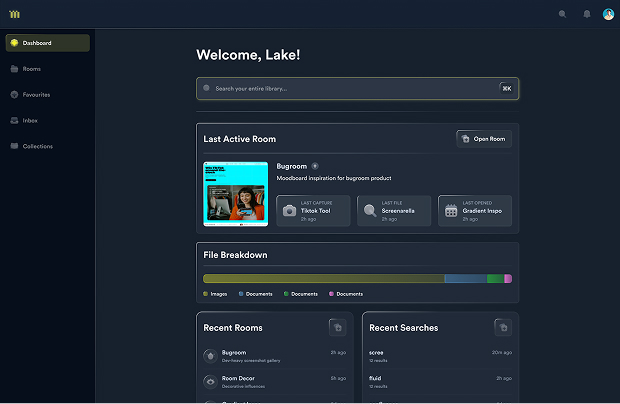 Dashboard
Rooms
Favourites
Inbox
Collections
Welcome, Lake!
Search your entire library...
⌘K
Last Active Room
Open Room
Bugroom
Moodboard inspiration for bugroom product
LAST CAPTURE
Tiktok Tool
2h ago
LAST FILE
Screenarella
2h ago
LAST OPENED
Gradient Inspo
2h ago
File Breakdown
Images
Documents
Documents
Documents
Recent Rooms
Bugroom
2h ago
Dev-heavy screenshot gallery
Room Decor
5h ago
Decorative influences
Recent Searches
scree
20m ago
12 results
fluid
2h ago
12 results